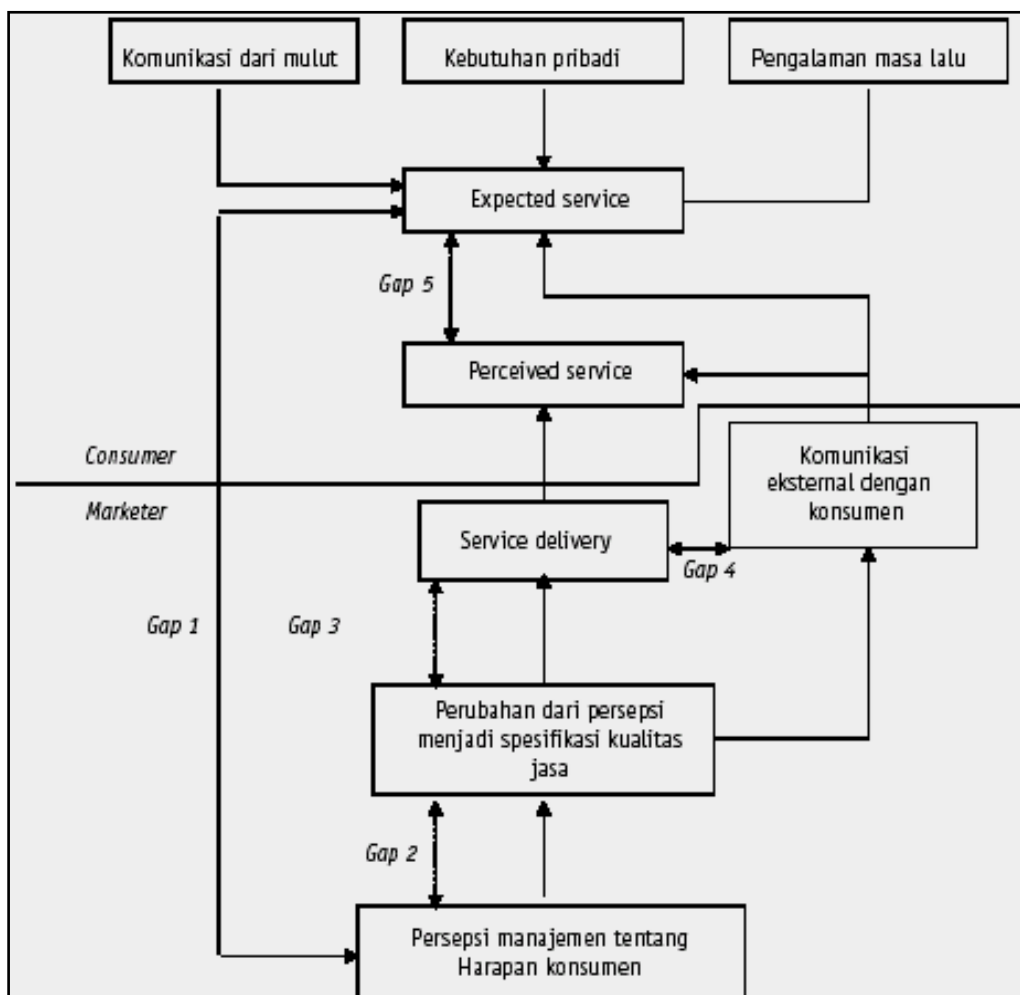 Komunikasi dari mulut
Kebutuhan pribadi
Pengalaman masa lalu
Expected service
Gap 5
Perceived service
Consumer
Komunikasi
eksternal dengan
konsumen
Marketer
Service delivery
Gap 4
Gap 1
Gap 3
Perubahan dari persepsi
menjadi spesifikasi kualitas
jasa
Gap 2
Persepsi manajemen tentang
Harapan konsumen